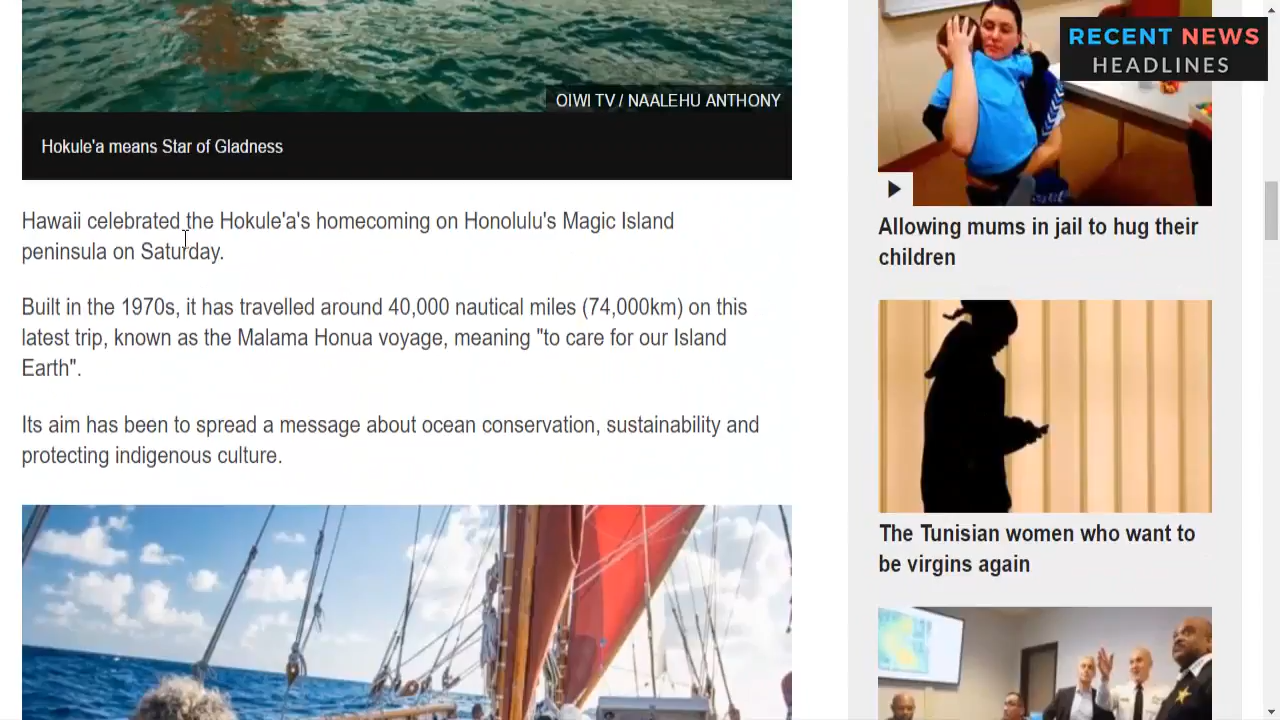 RECENT NEWS
HEADLINES
OIWI TV / NAALEHU ANTHONY
Hokule'a means Star of Gladness
Hawaii celebrated the Hokule'a's homecoming on Honolulu's Magic Island
peninsula on Saturday.
Built in the 1970s, it has travelled around 40,000 nautical miles (74,000km) on this
latest trip, known as the Malama Honua voyage, meaning "to care for our Island
Earth".
Its aim has been to spread a message about ocean conservation, sustainability and
protecting indigenous culture.
Allowing mums in jail to hug their
children
The Tunisian women who want to
be virgins again